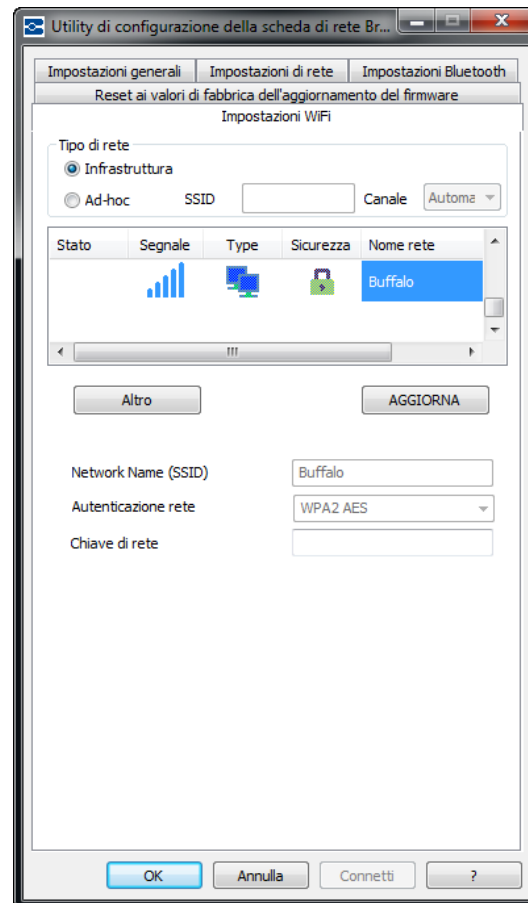 Utility di configurazione della scheda di rete Br...
Impostazioni generali Impostazioni di rete Impostazioni Bluetooth
Reset ai valori di fabbrica dell'aggiornamento del firmware
Impostazioni WiFi
Tipo di rete
Infrastruttura
Ad-hoc SSID Canale Automa
Stato Segnale Type Sicurezza Nome rete
Buffalo
Altro AGGIORNA
Network Name (SSID) Buffalo
Autenticazione rete WPA2 AES
Chiave di rete
OK Annulla Connetti ?